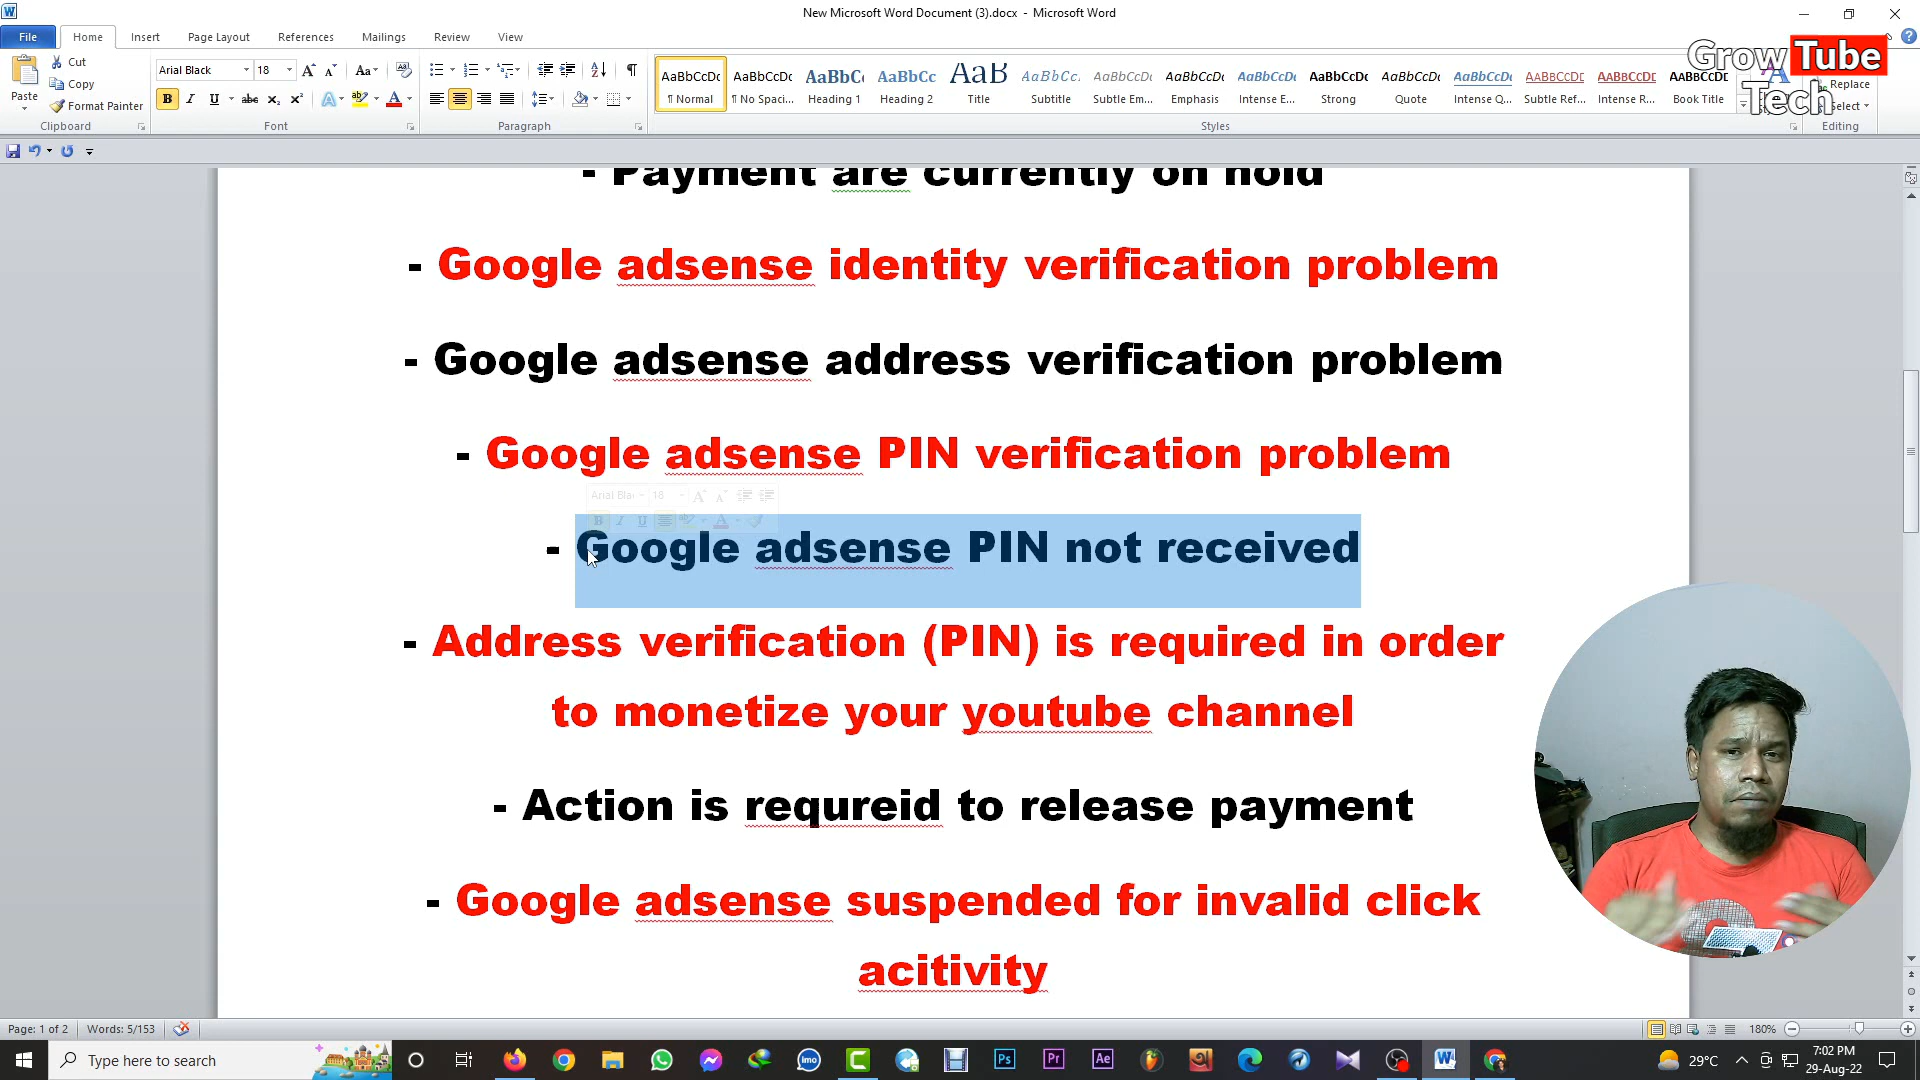 New Microsoft Word Document (3).docx - Microsoft Word
File Home Insert Page Layout References Mailings Review View
Grow Tube
Tech
Paste
Cut
Copy
Format Painter
Clipboard
Arial Black 18
Font
Paragraph
AaBbCcDc AaBbCcDc AaBbCc AaBbCc AaB AaBbCc. AaBbCcDc AaBbCcDc AaBbCcDc AaBbCcDc AaBbCcDc AaBbCcDc AABBCCDC AABBCCDC AABBCCDC
¶ Normal ¶ No Spaci... Heading 1 Heading 2 Title Subtitle Subtle Em... Emphasis Intense E... Strong Quote Intense Q... Subtle Ref... Intense R... Book Title
Styles
Replace
Select
Editing
- Payment are currently on hold
- Google adsense identity verification problem
- Google adsense address verification problem
- Google adsense PIN verification problem
Arial Bla 18
- Google adsense PIN not received
- Address verification (PIN) is required in order
to monetize your youtube channel
- Action is requreid to release payment
- Google adsense suspended for invalid click
acitivity
Page: 1 of 2 Words: 5/153
180%
Type here to search
29°C
7:02 PM
29-Aug-22